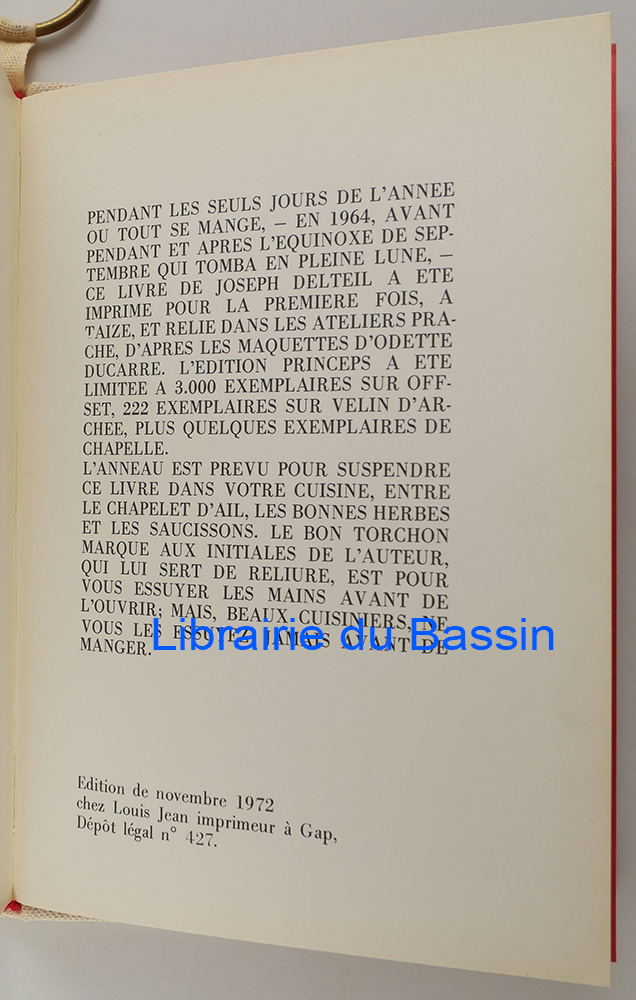 PENDANT LES SEULS JOURS DE L'ANNEE
OU TOUT SE MANGE, – EN 1964, AVANT
PENDANT ET APRES L'EQUINOXE DE SEP-
TEMBRE QUI TOMBA EN PLEINE LUNE, –
CE LIVRE DE JOSEPH DELTEIL A ETE
IMPRIME POUR LA PREMIERE FOIS, A
TAIZE, ET RELIE DANS LES ATELIERS PRA-
CHE, D'APRES LES MAQUETTES D'ODETTE
DUCARRE. L'EDITION PRINCEPS A ETE
LIMITEE A 3.000 EXEMPLAIRES SUR OFF-
SET, 222 EXEMPLAIRES SUR VELIN D'AR-
CHEE, PLUS QUELQUES EXEMPLAIRES DE
CHAPELLE.
L'ANNEAU EST PREVU POUR SUSPENDRE
CE LIVRE DANS VOTRE CUISINE, ENTRE
LE CHAPELET D'AIL, LES BONNES HERBES
ET LES SAUCISSONS. LE BON TORCHON
MARQUE AUX INITIALES DE L'AUTEUR,
QUI LUI SERT DE RELIURE, EST POUR
VOUS ESSUYER LES MAINS AVANT DE
L'OUVRIR; MAIS, BEAUX CUISINIERS, NE
VOUS LES ESSUYEZ JAMAIS AVANT DE
MANGER.
Librairie du Bassin
Edition de novembre 1972
chez Louis Jean imprimeur à Gap,
Dépôt légal n° 427.